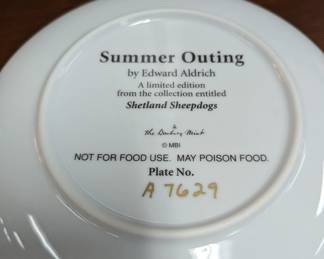 Summer Outing
by Edward Aldrich
A limited edition
from the collection entitled
Shetland Sheepdogs
The Danbury Mint
© MBI
NOT FOR FOOD USE. MAY POISON FOOD.
Plate No.
A 7629